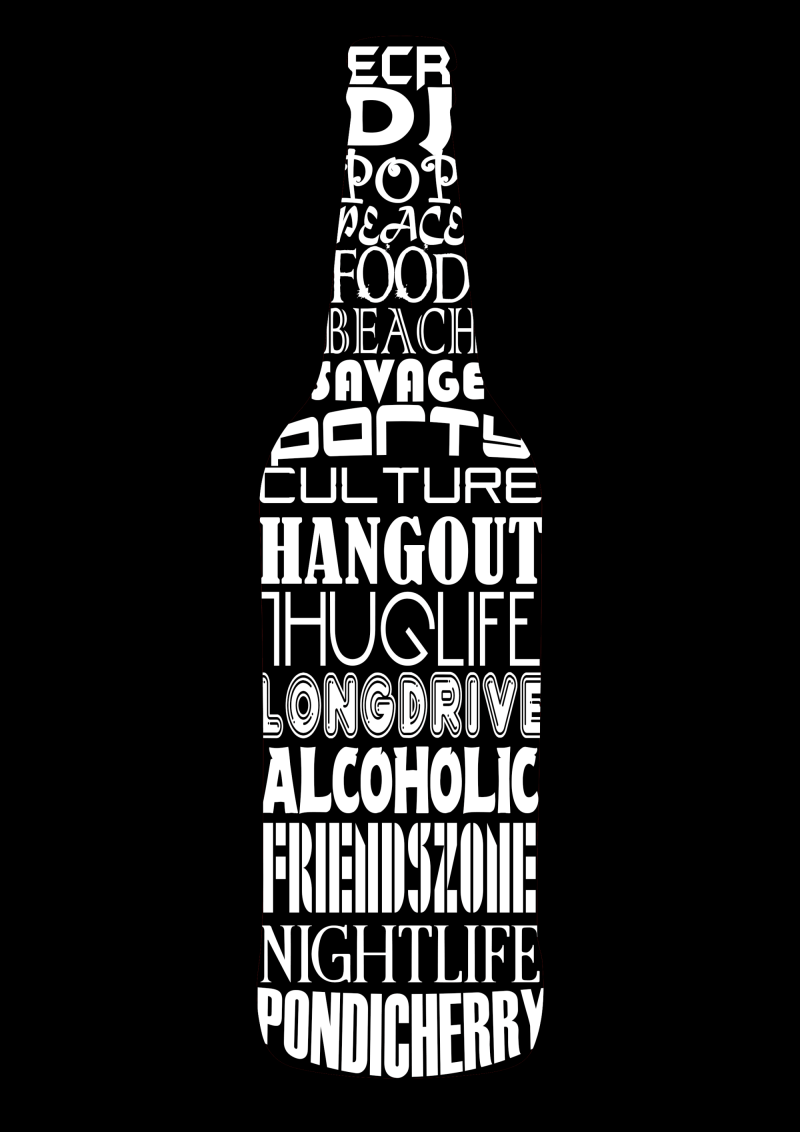 ECR
DJ
POP
PEACE
FOOD
BEACH
SAVAGE
PARTY
CULTURE
HANGOUT
THUGLIFE
LONGDRIVE
ALCOHOLIC
FRIENDSZONE
NIGHTLIFE
PONDICHERRY